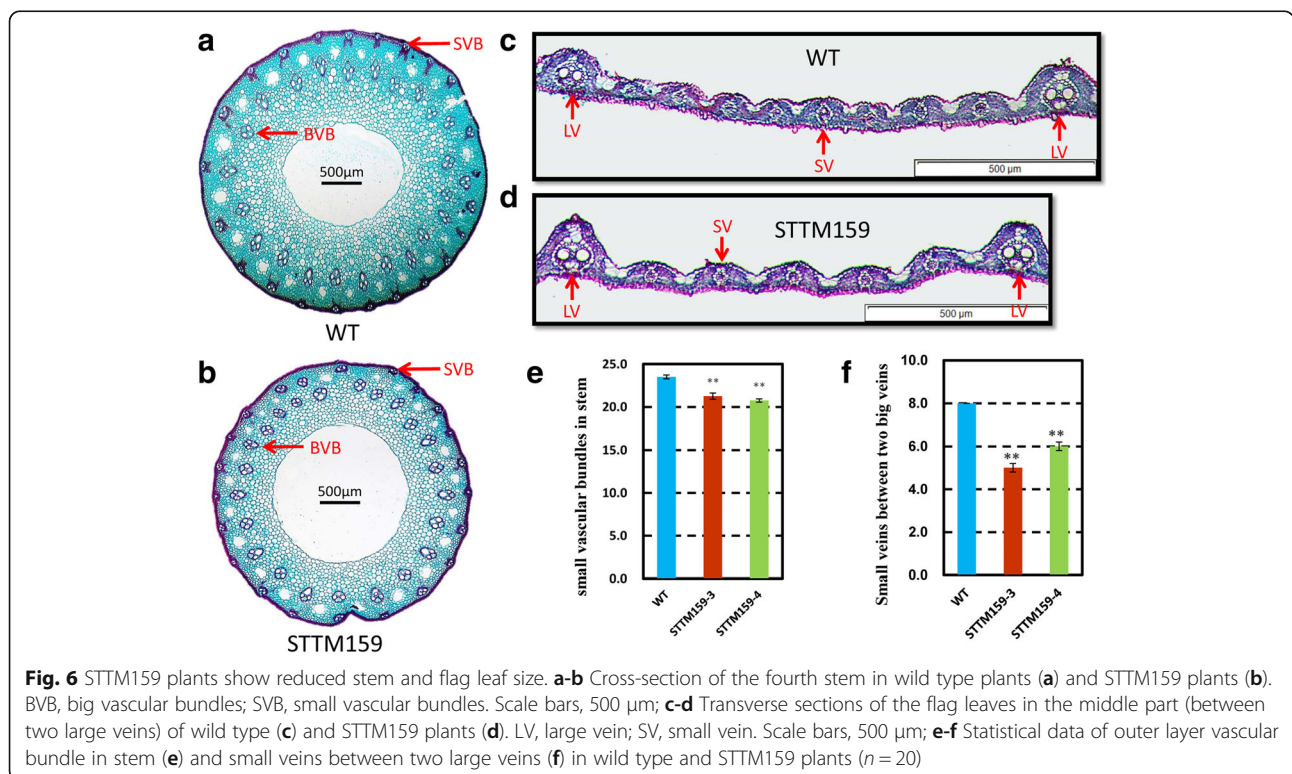 a
SVB
BVB
500μm
WT
b
SVB
BVB
500μm
STTM159
c
WT
LV
SV
LV
500 µm
d
STTM159
SV
LV
LV
500 µm
e
small vascular bundles in stem
25.0
20.0
15.0
10.0
5.0
0.0
**
**
WT
STTM159-3
STTM159-4
f
Small veins between two big veins
10.0
8.0
6.0
4.0
2.0
0.0
**
**
WT
STTM159-3
STTM159-4
Fig. 6 STTM159 plants show reduced stem and flag leaf size. a-b Cross-section of the fourth stem in wild type plants (a) and STTM159 plants (b).
BVB, big vascular bundles; SVB, small vascular bundles. Scale bars, 500 μm; c-d Transverse sections of the flag leaves in the middle part (between
two large veins) of wild type (c) and STTM159 plants (d). LV, large vein; SV, small vein. Scale bars, 500 μm; e-f Statistical data of outer layer vascular
bundle in stem (e) and small veins between two large veins (f) in wild type and STTM159 plants (n = 20)